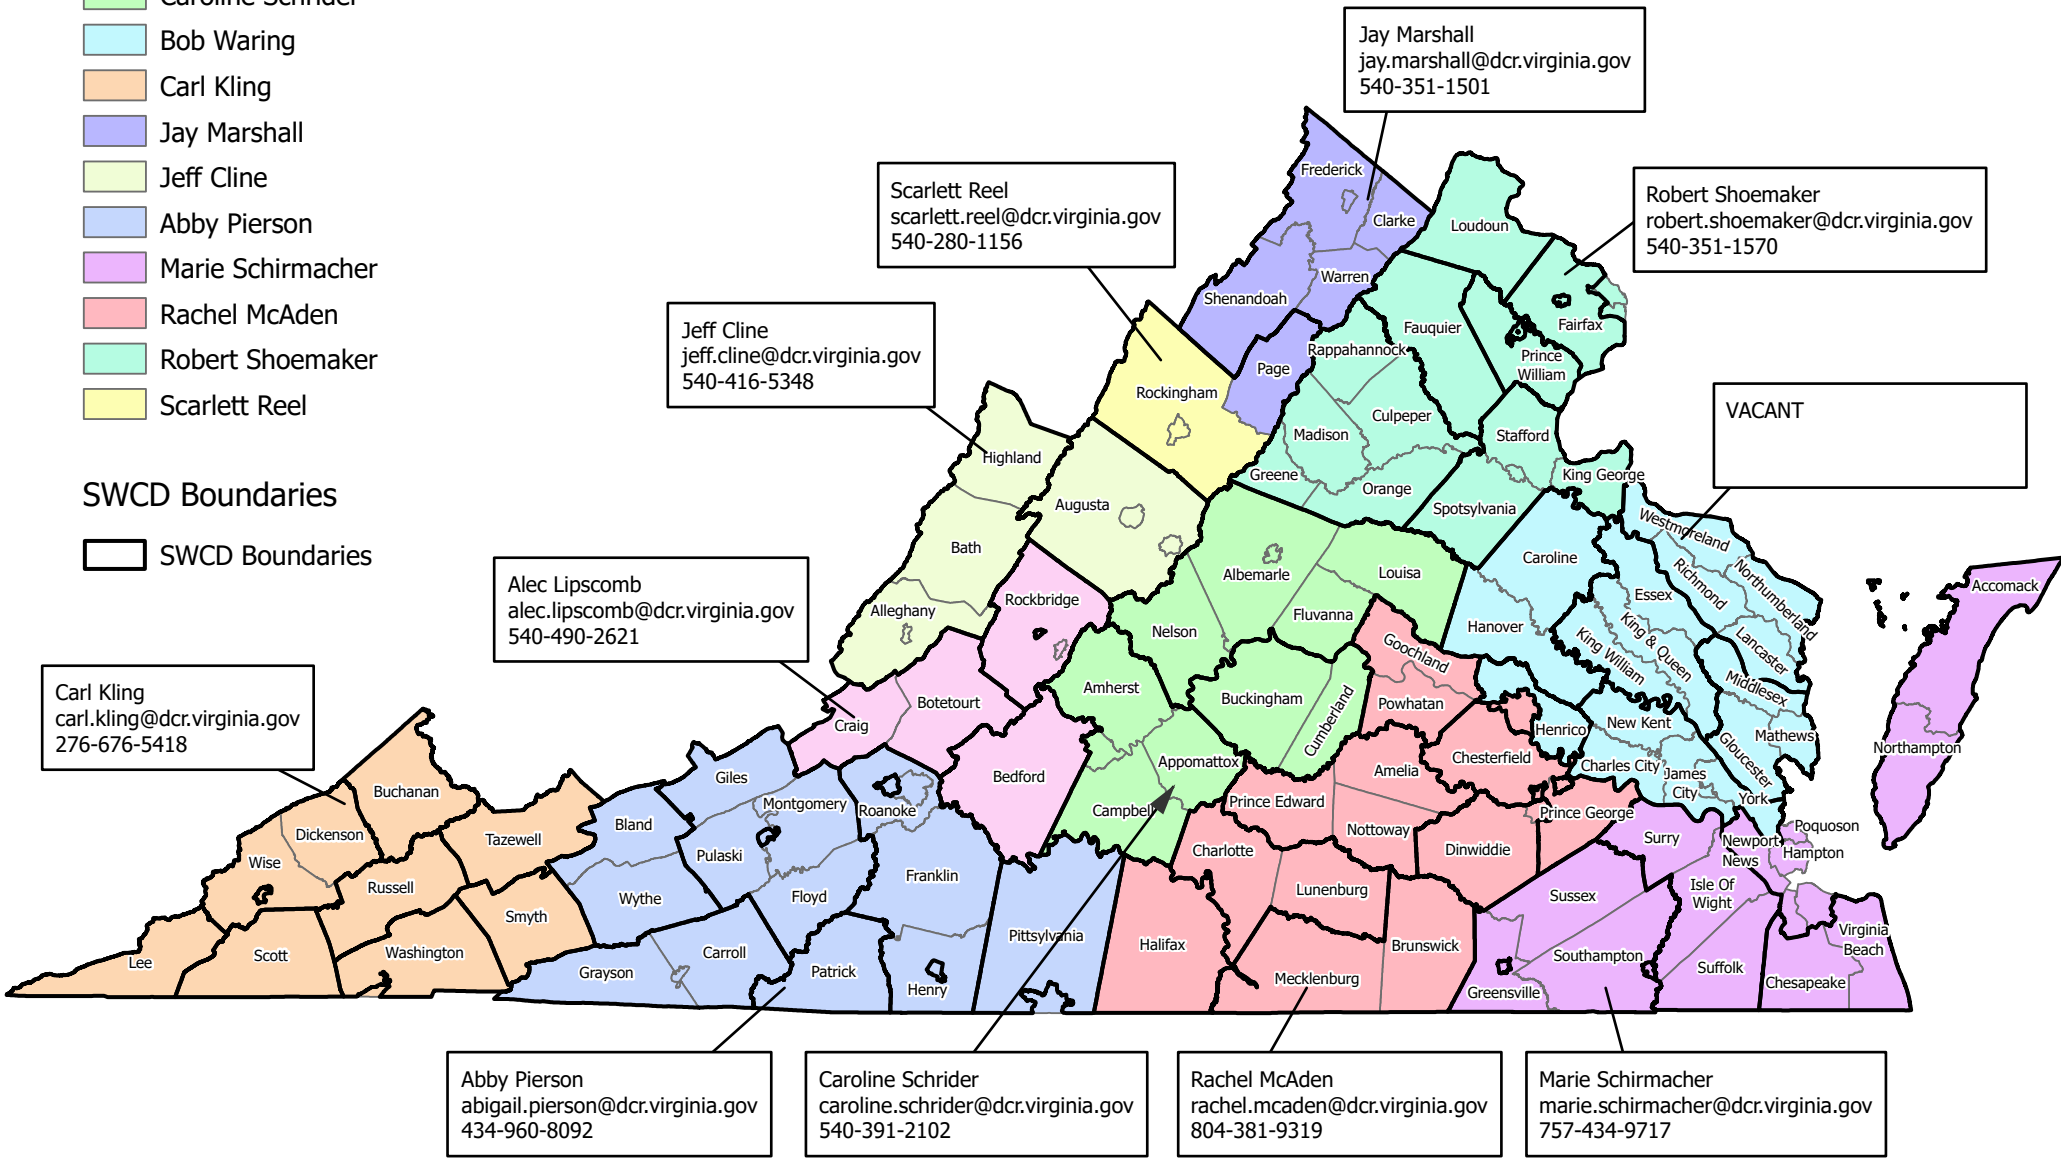 Caroline Schrider
Bob Waring
Carl Kling
Jay Marshall
Jeff Cline
Abby Pierson
Marie Schirmacher
Rachel McAden
Robert Shoemaker
Scarlett Reel
SWCD Boundaries
SWCD Boundaries
Jay Marshall
jay.marshall@dcr.virginia.gov
540-351-1501
Scarlett Reel
scarlett.reel@dcr.virginia.gov
540-280-1156
Robert Shoemaker
robert.shoemaker@dcr.virginia.gov
540-351-1570
Jeff Cline
jeff.cline@dcr.virginia.gov
540-416-5348
VACANT
Alec Lipscomb
alec.lipscomb@dcr.virginia.gov
540-490-2621
Carl Kling
carl.kling@dcr.virginia.gov
276-676-5418
Frederick
Clarke
Loudoun
Warren
Shenandoah
Fauquier
Fairfax
Rappahannock
Prince
William
Page
Rockingham
Culpeper
Madison
Stafford
Highland
Greene
Orange
King George
Augusta
Spotsylvania
Westmoreland
Bath
Caroline
Albemarle
Louisa
Richmond
Northumberland
Accomack
Essex
Rockbridge
Alleghany
Fluvanna
Hanover
Nelson
King & Queen
King William
Lancaster
Goochland
Amherst
Buckingham
Cumberland
Powhatan
Middlesex
Botetourt
Craig
Henrico
New Kent
Mathews
Northampton
Gloucester
Appomattox
Chesterfield
Charles City
James
City
Bedford
Amelia
York
Giles
Buchanan
Montgomery
Roanoke
Campbell
Prince Edward
Prince George
Bland
Dickenson
Tazewell
Nottoway
Surry
Poquoson
Newport
News
Hampton
Wise
Pulaski
Charlotte
Dinwiddie
Russell
Franklin
Lunenburg
Isle Of
Wight
Wythe
Floyd
Sussex
Smyth
Virginia
Beach
Pittsylvania
Halifax
Brunswick
Lee
Scott
Washington
Carroll
Southampton
Suffolk
Grayson
Patrick
Henry
Mecklenburg
Greensville
Chesapeake
Abby Pierson
abigail.pierson@dcr.virginia.gov
434-960-8092
Caroline Schrider
caroline.schrider@dcr.virginia.gov
540-391-2102
Rachel McAden
rachel.mcaden@dcr.virginia.gov
804-381-9319
Marie Schirmacher
marie.schirmacher@dcr.virginia.gov
757-434-9717